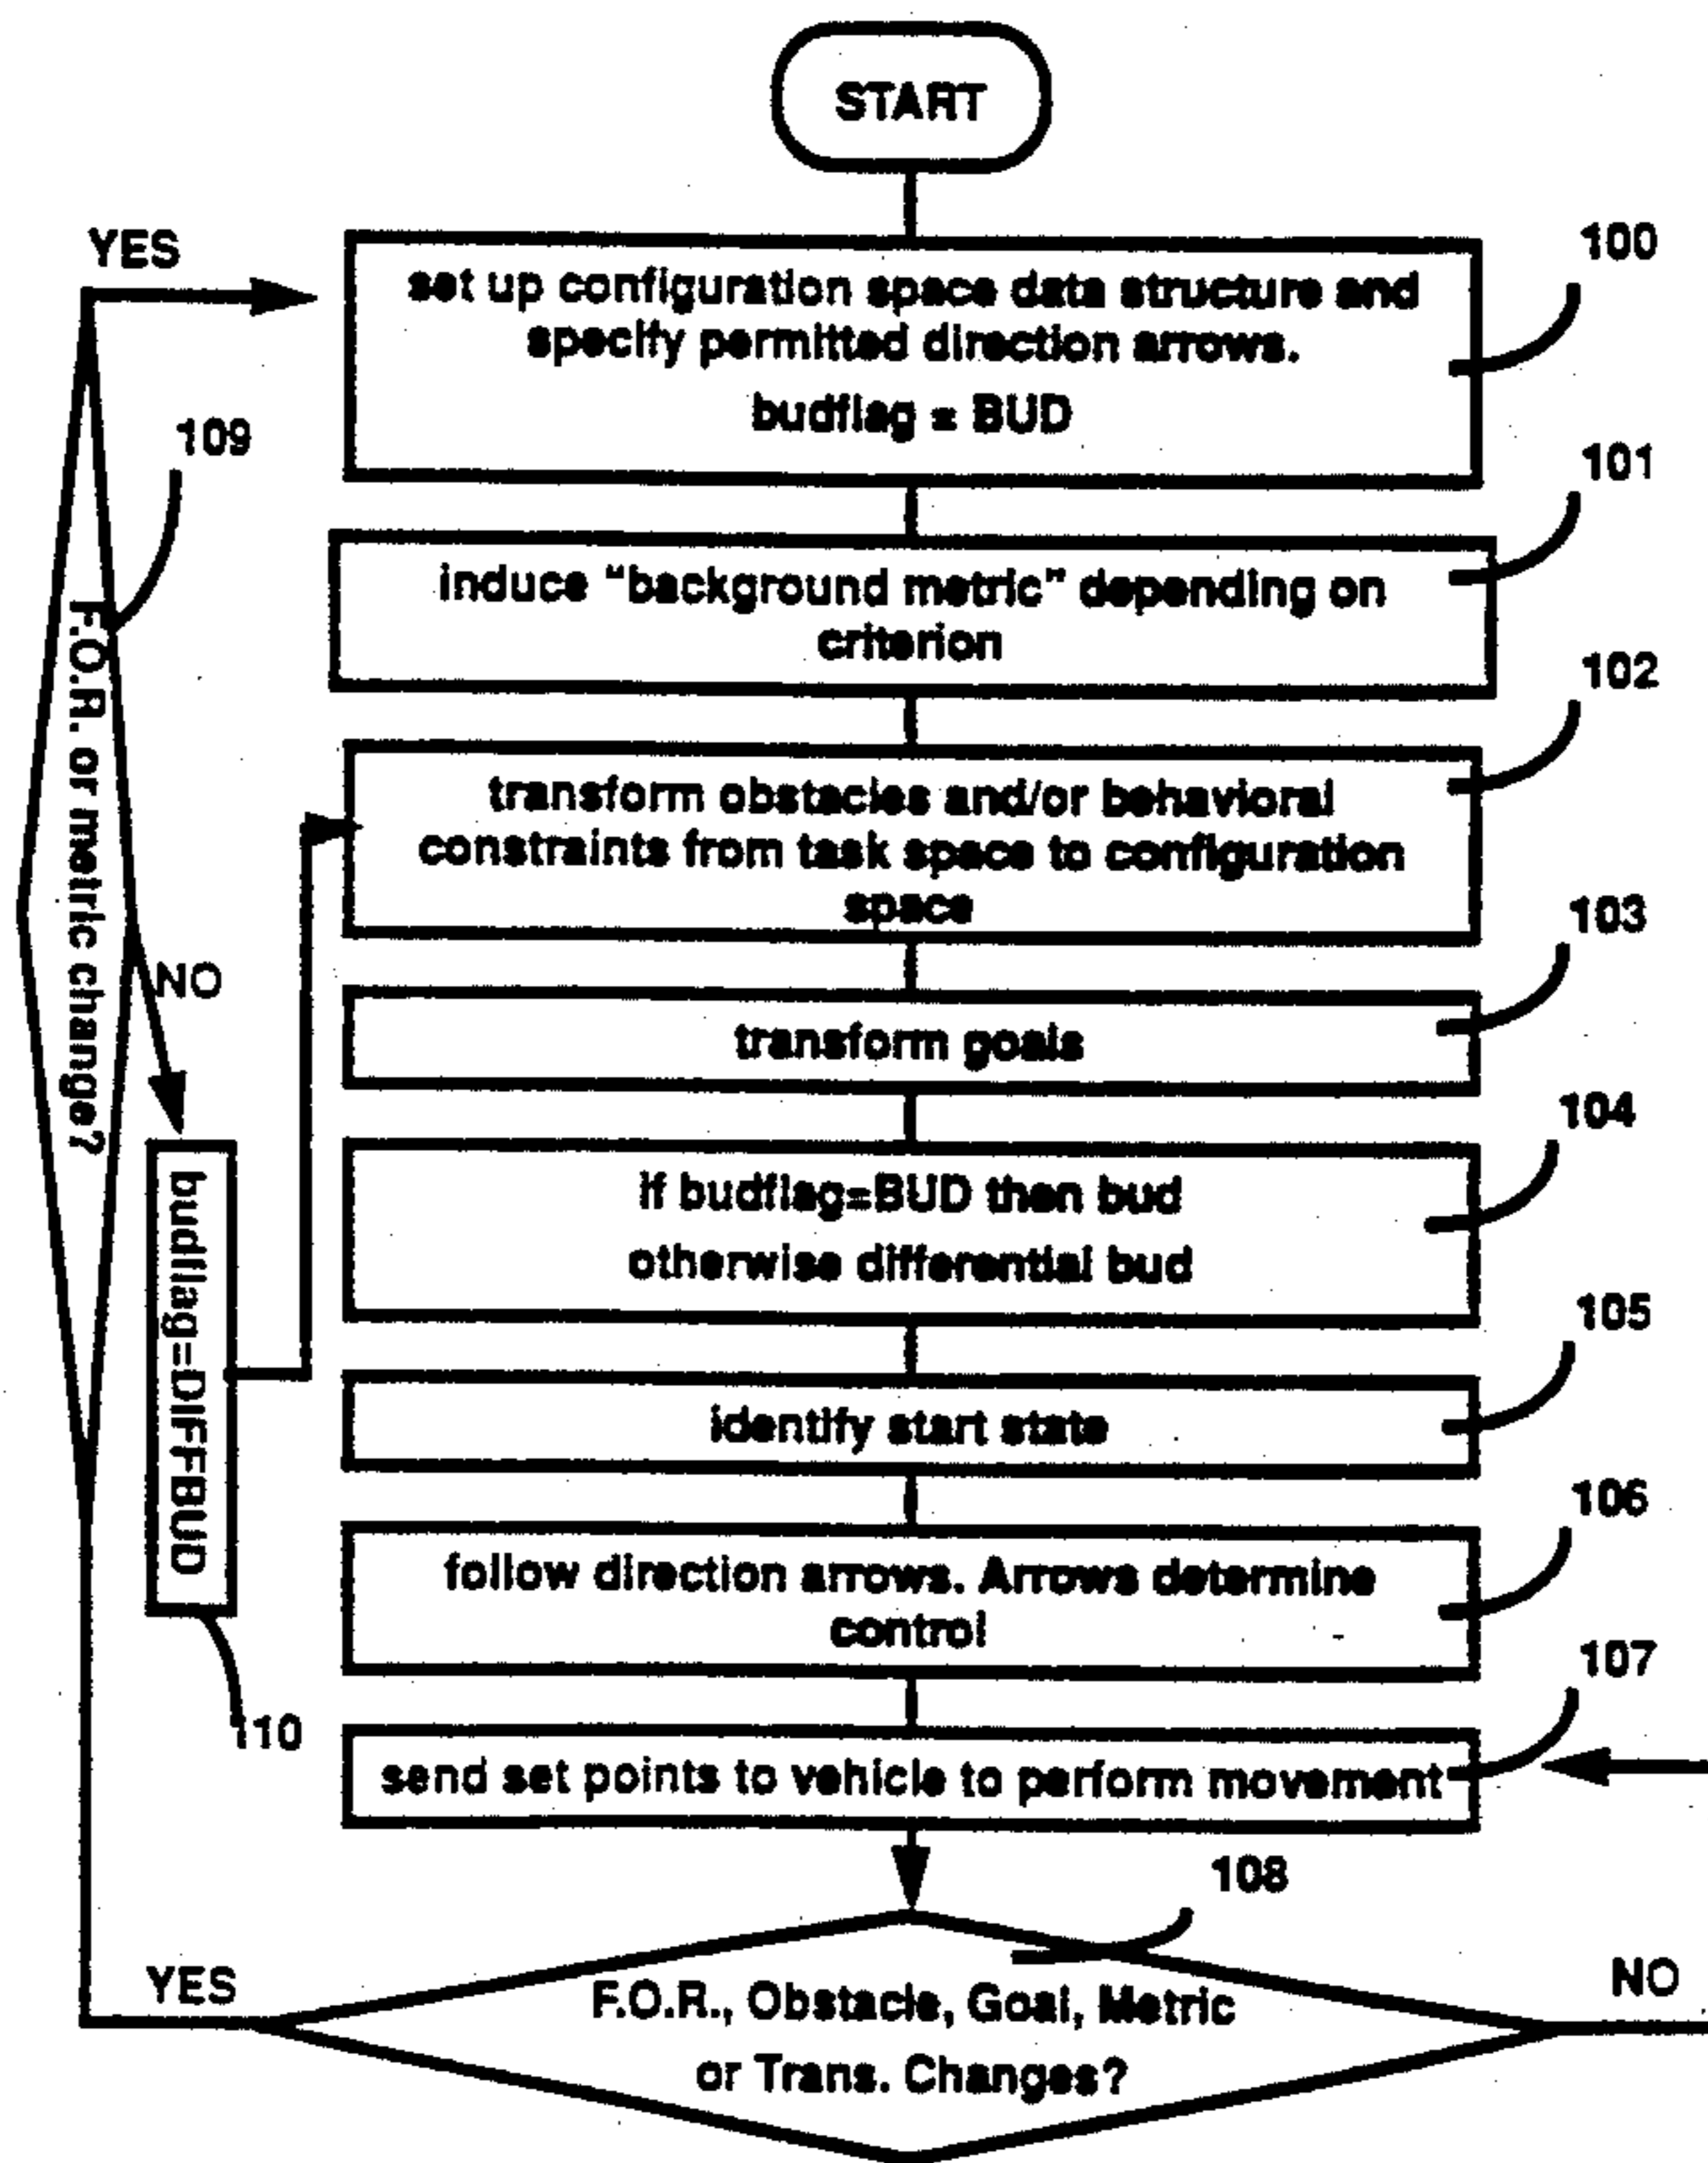 START
YES
100
set up configuration space data structure and
specify permitted direction arrows.
budflag = BUD
109
101
induce "background metric" depending on
criterion
102
F.O.R. or metric change?
transform obstacles and/or behavioral
constraints from task space to configuration
space
103
NO
transform goals
104
if budflag=BUD then bud
otherwise differential bud
budflag=DIFFBUD
105
identify start state
106
follow direction arrows. Arrows determine
control
107
110
send set points to vehicle to perform movement
108
YES
NO
F.O.R., Obstacle, Goal, Metric
or Trans. Changes?